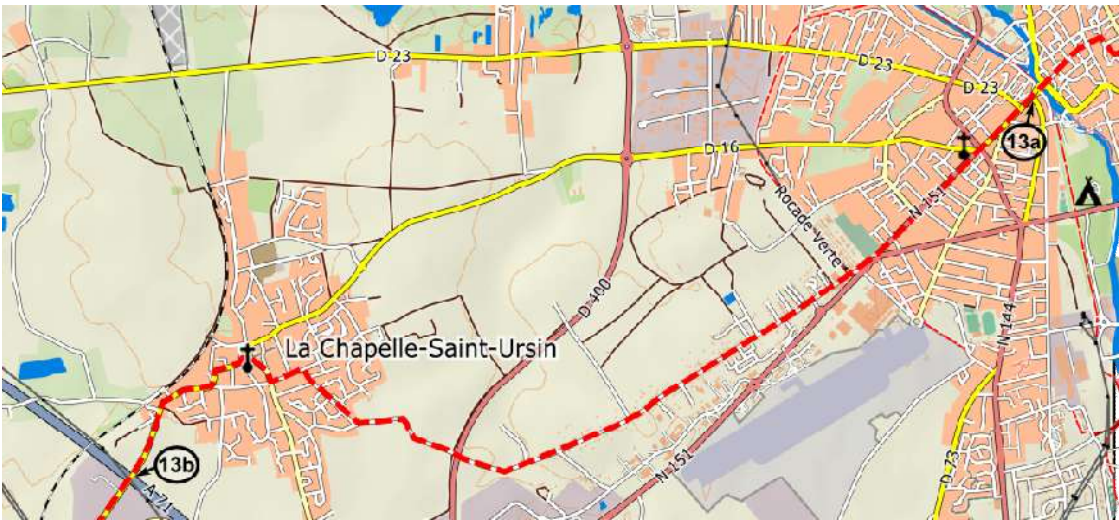 D 23
D 23
D 23
13a
D 16
N 151
Rocade Verte
D 400
N 144
La Chapelle-Saint-Ursin
13b
A 71
N 151
D 73